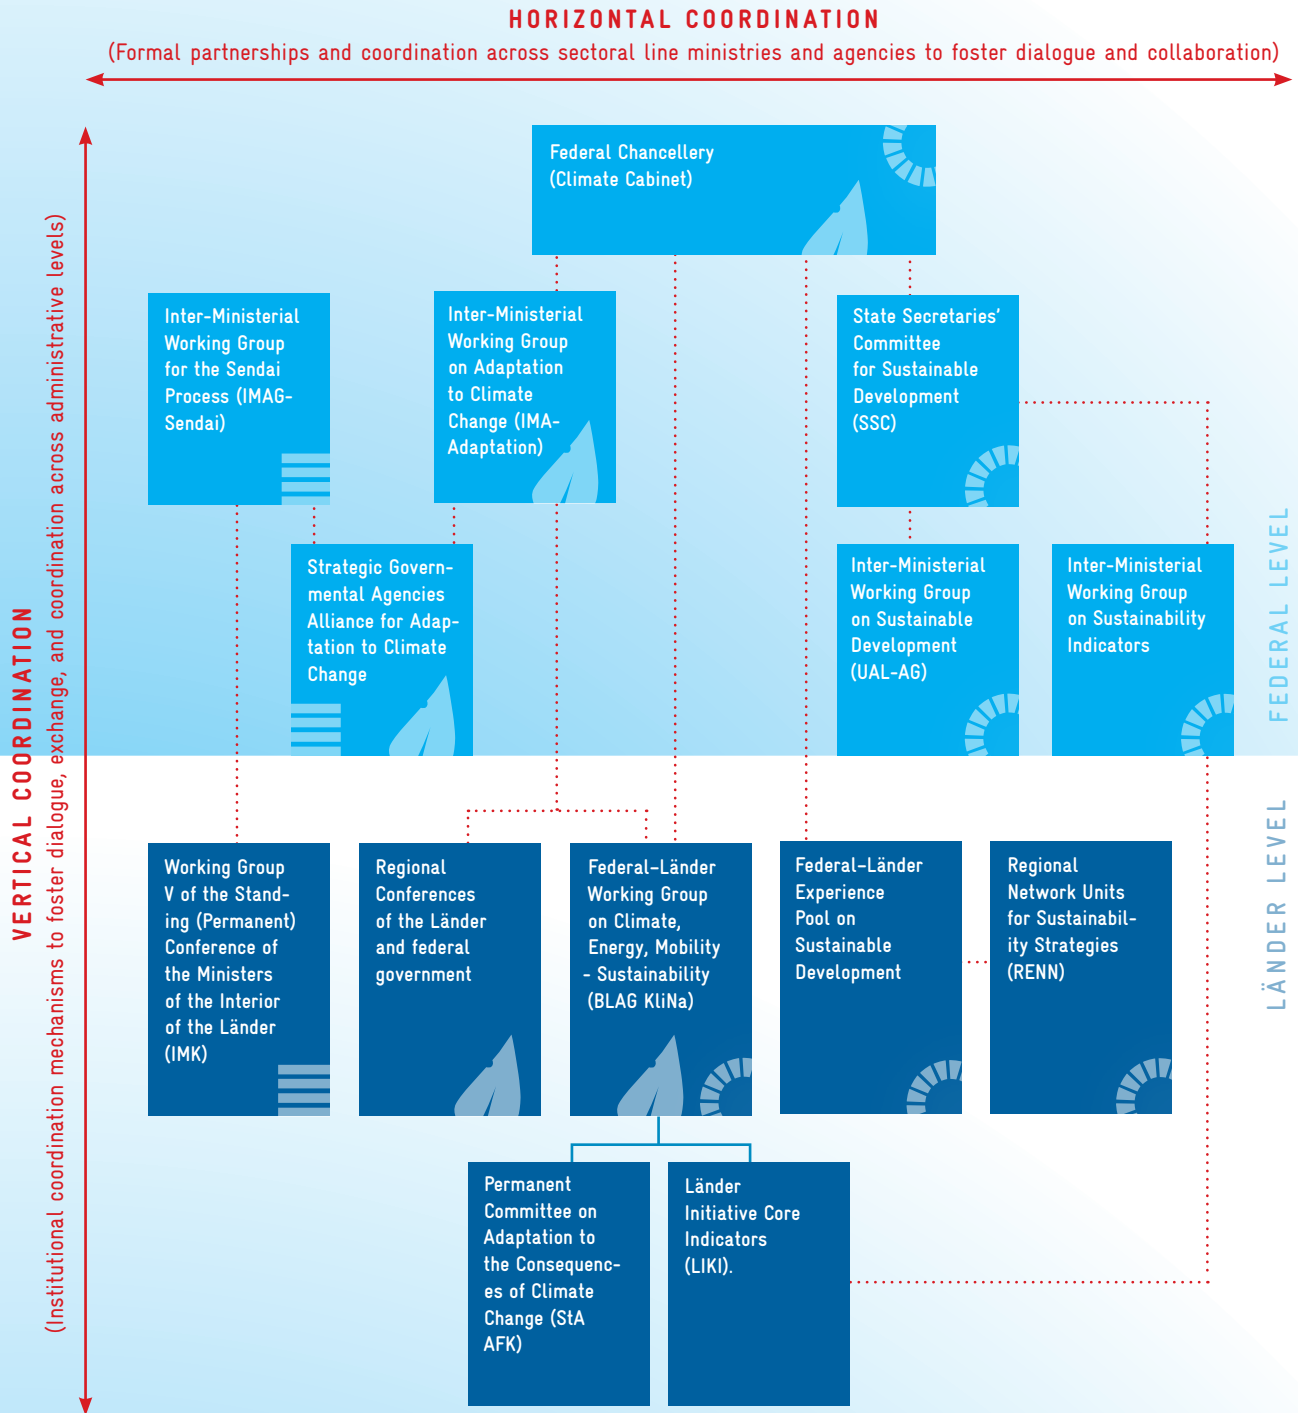 HORIZONTAL COORDINATION
(Formal partnerships and coordination across sectoral line ministries and agencies to foster dialogue and collaboration)
VERTICAL COORDINATION
(Institutional coordination mechanisms to foster dialogue, exchange, and coordination across administrative levels)
Federal Chancellery
(Climate Cabinet)
Inter-Ministerial
Working Group
for the Sendai
Process (IMAG-
Sendai)
Inter-Ministerial
Working Group
on Adaptation
to Climate
Change (IMA-
Adaptation)
State Secretaries’
Committee
for Sustainable
Development
(SSC)
Strategic Govern-
mental Agencies
Alliance for Adap-
tation to Climate
Change
Inter-Ministerial
Working Group
on Sustainable
Development
(UAL-AG)
Inter-Ministerial
Working Group
on Sustainability
Indicators
FEDERAL LEVEL
Working Group
V of the Stand-
ing (Permanent)
Conference of
the Ministers
of the Interior
of the Länder
(IMK)
Regional
Conferences
of the Länder
and federal
government
Federal–Länder
Working Group
on Climate,
Energy, Mobility
- Sustainability
(BLAG KliNa)
Federal–Länder
Experience
Pool on
Sustainable
Development
Regional
Network Units
for Sustainabil-
ity Strategies
(RENN)
LÄNDER LEVEL
Permanent
Committee on
Adaptation to
the Consequenc-
es of Climate
Change (StA
AFK)
Länder
Initiative Core
Indicators
(LIKI).